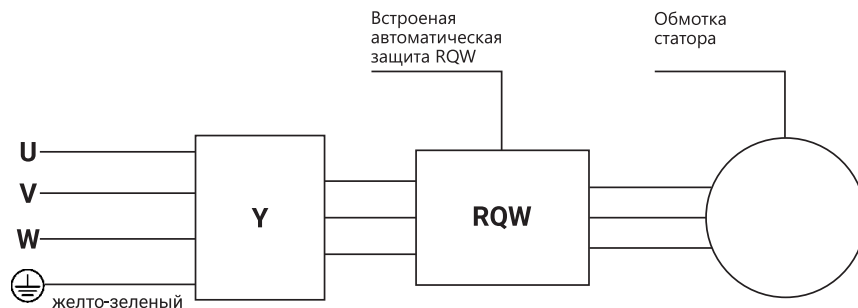 Встроеная
автоматическая
защита RQW
Обмотка
статора
U
V
W
Y
RQW
желто-зеленый